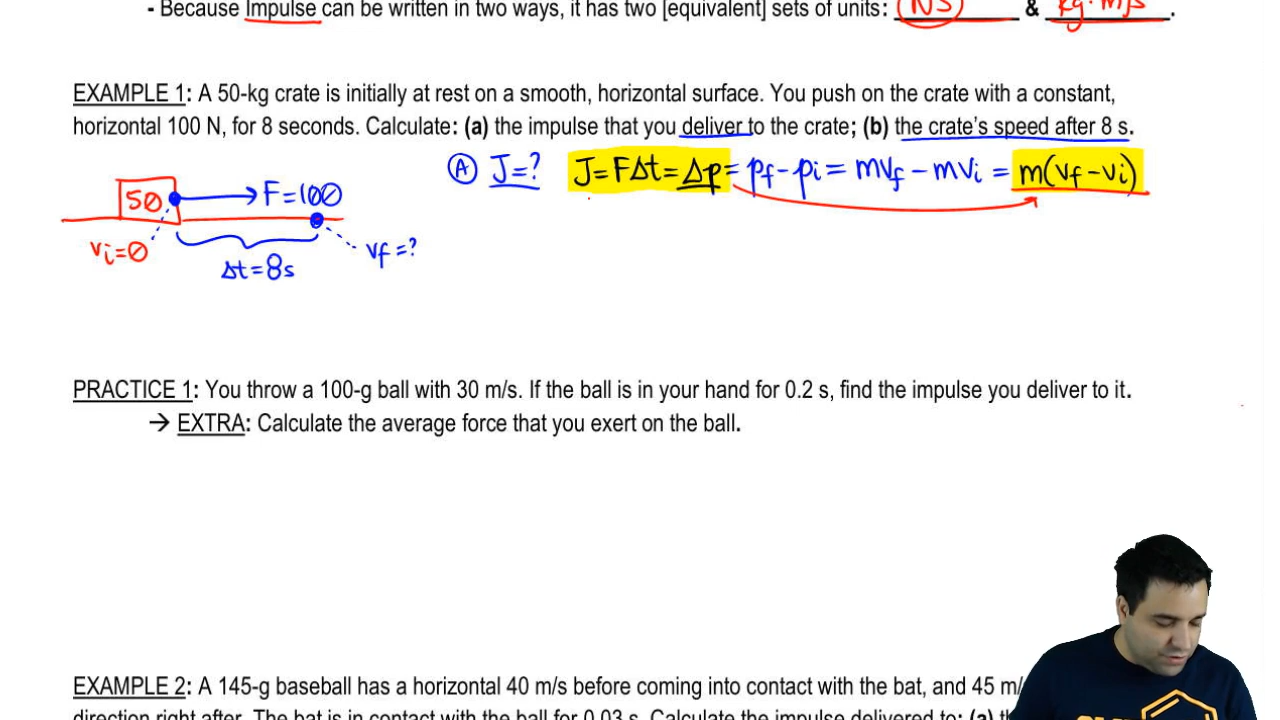 - Because Impulse can be written in two ways, it has two [equivalent] sets of units: NS & kg·m/s.
EXAMPLE 1: A 50-kg crate is initially at rest on a smooth, horizontal surface. You push on the crate with a constant,
horizontal 100 N, for 8 seconds. Calculate: (a) the impulse that you deliver to the crate; (b) the crate's speed after 8 s.
Ⓐ J=? J=FΔt=Δp= pf-pi= mVf-mVi = m(Vf-Vi)
50 F=100
Vi=0 Vf=?
Δt=8s
PRACTICE 1: You throw a 100-g ball with 30 m/s. If the ball is in your hand for 0.2 s, find the impulse you deliver to it.
→ EXTRA: Calculate the average force that you exert on the ball.
EXAMPLE 2: A 145-g baseball has a horizontal 40 m/s before coming into contact with the bat, and 45 m/
direction right after. The bat is in contact with the ball for 0.03 s. Calculate the impulse delivered to: (a)